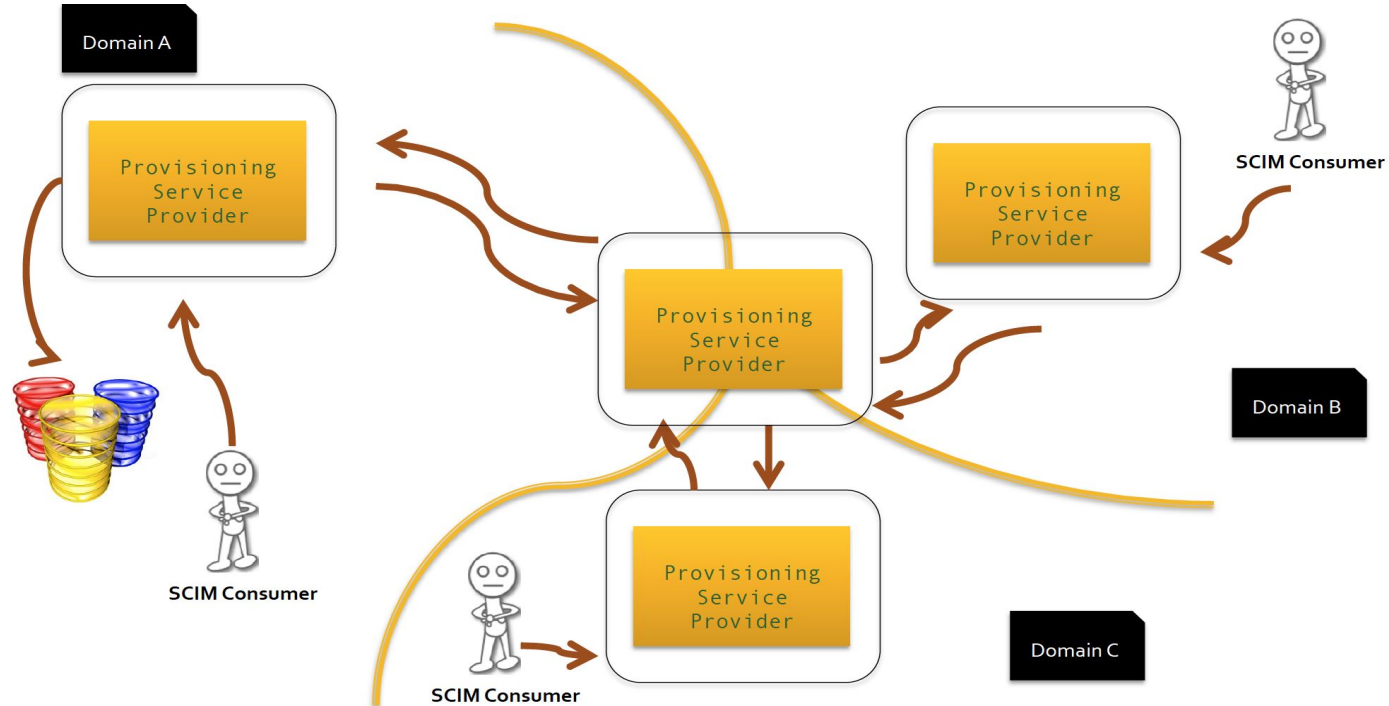 Domain A
Provisioning
Service
Provider
SCIM Consumer
Provisioning
Service
Provider
Provisioning
Service
Provider
Domain B
SCIM Consumer
Provisioning
Service
Provider
SCIM Consumer
Domain C